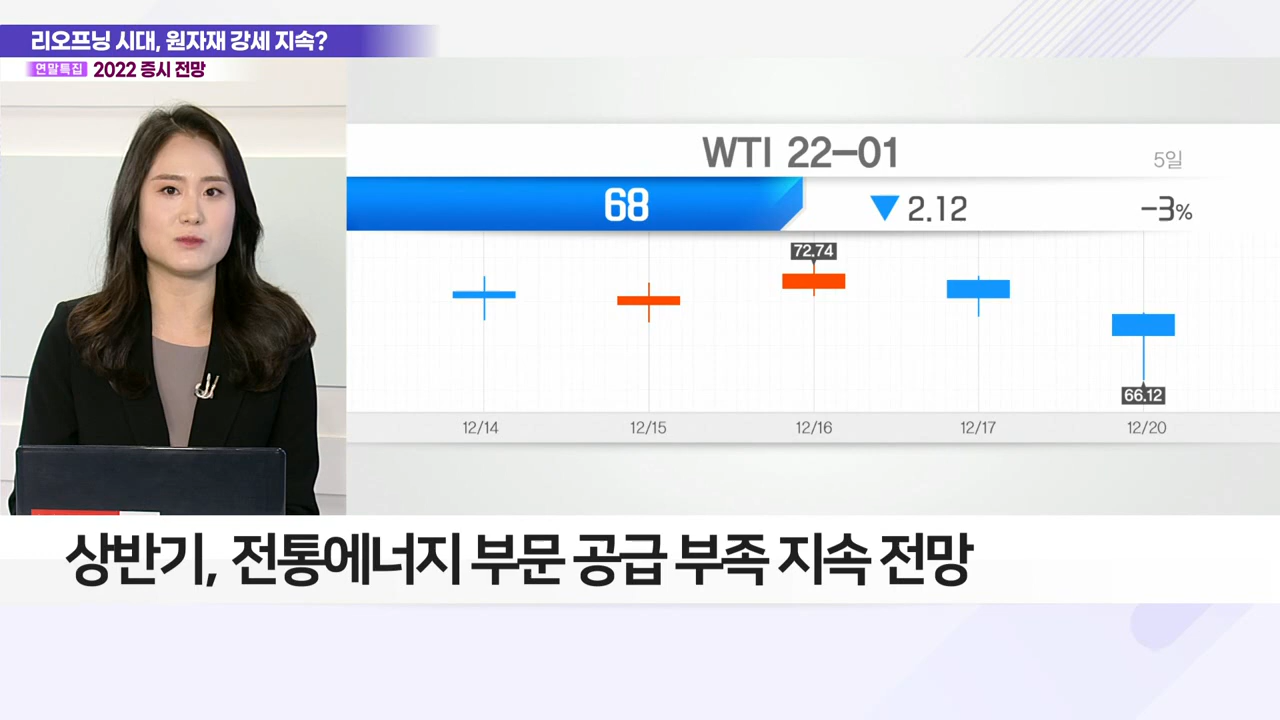 리오프닝 시대, 원자재 강세 지속?
연말특집 2022 증시 전망
WTI 22-01
5일
68 ▼ 2.12 -3%
72.74
66.12
12/14 12/15 12/16 12/17 12/20
상반기, 전통에너지 부문 공급 부족 지속 전망